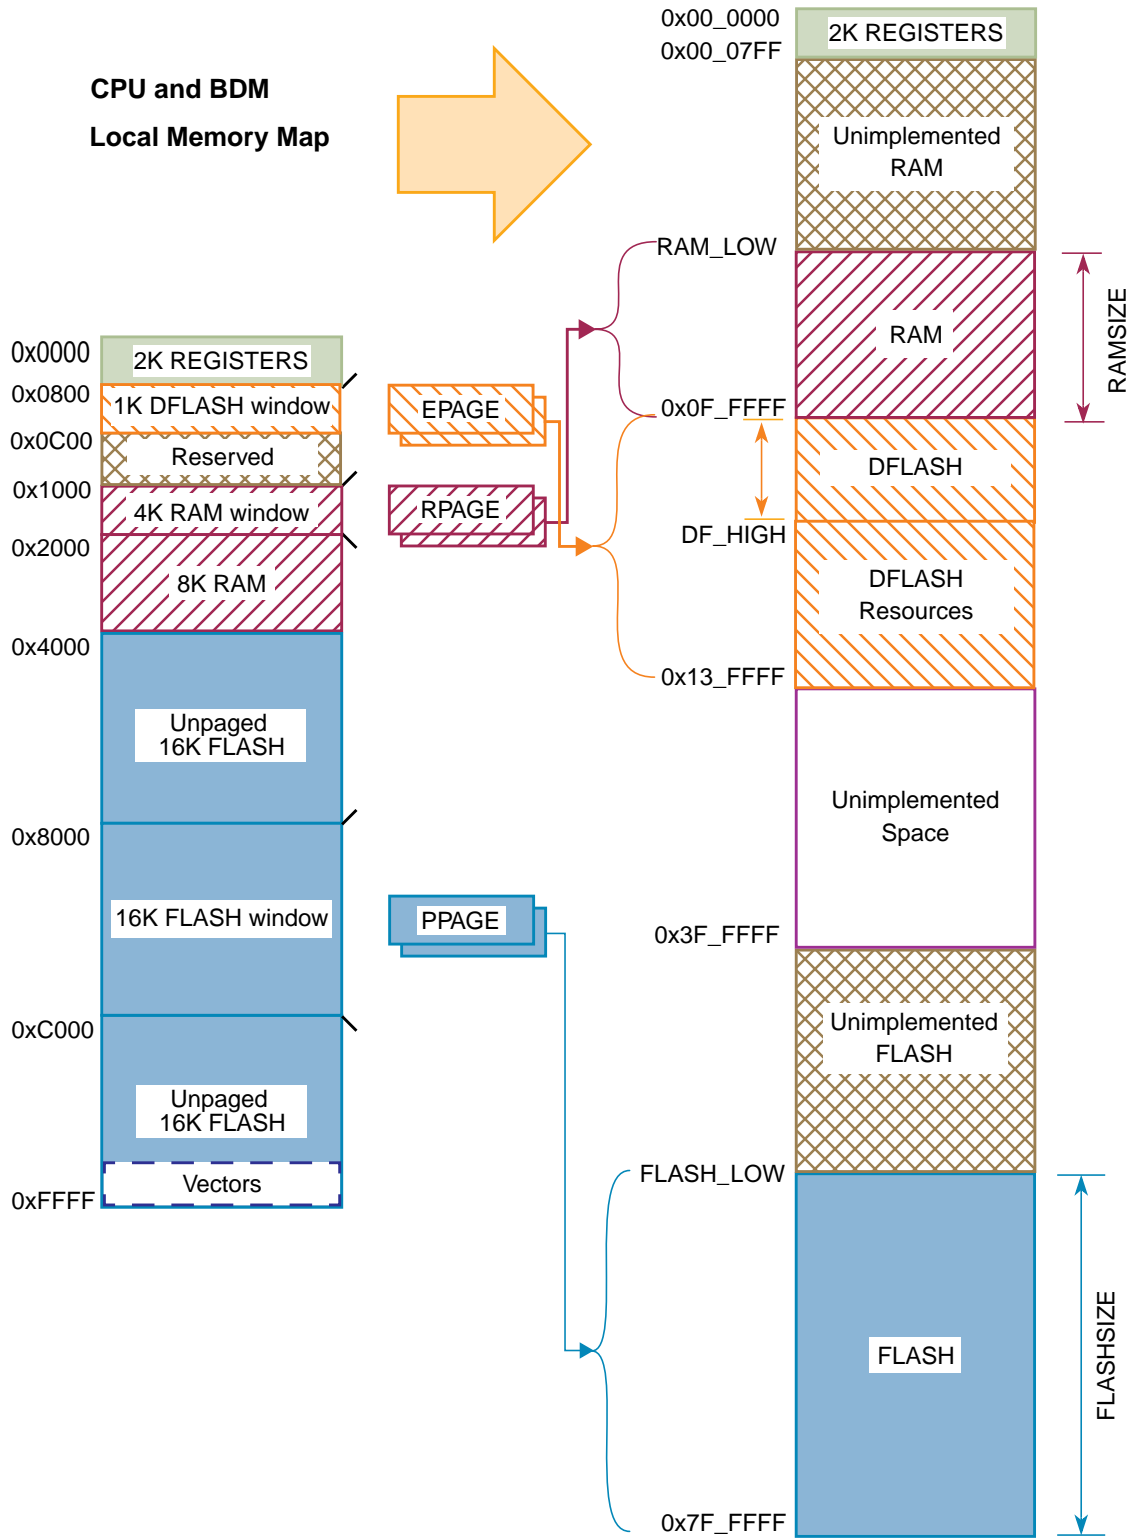 CPU and BDM
Local Memory Map
0x0000
2K REGISTERS
0x0800
1K DFLASH window
0x0C00
Reserved
0x1000
4K RAM window
0x2000
8K RAM
0x4000
Unpaged
16K FLASH
0x8000
16K FLASH window
0xC000
Unpaged
16K FLASH
Vectors
0xFFFF
EPAGE
RPAGE
PPAGE
0x00_0000
2K REGISTERS
0x00_07FF
Unimplemented
RAM
RAM_LOW
RAM
RAMSIZE
0x0F_FFFF
DFLASH
DF_HIGH
DFLASH
Resources
0x13_FFFF
Unimplemented
Space
0x3F_FFFF
Unimplemented
FLASH
FLASH_LOW
FLASH
FLASHSIZE
0x7F_FFFF